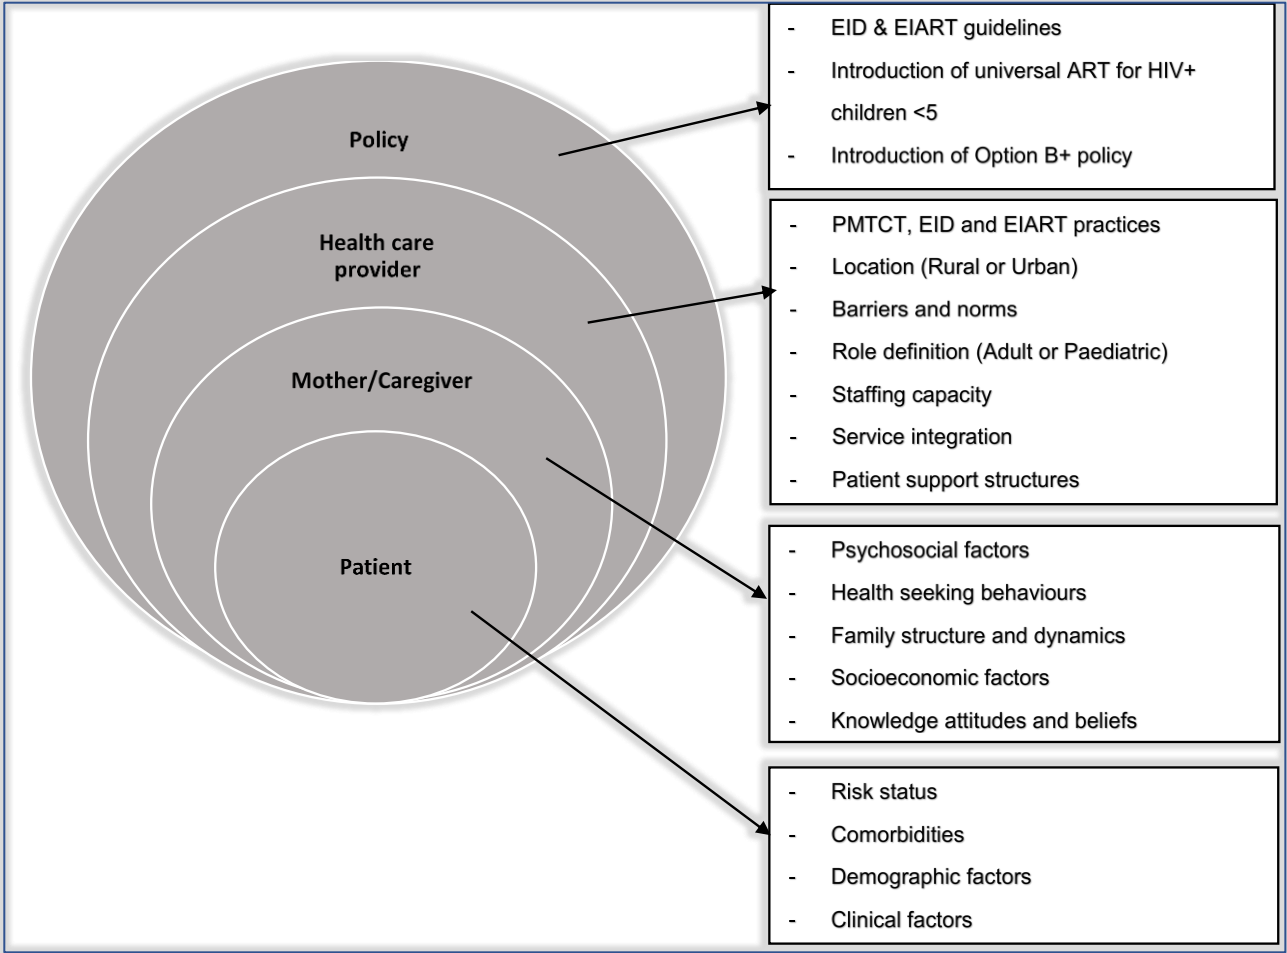 Policy
Health care
provider
Mother/Caregiver
Patient
- EID & EIART guidelines
- Introduction of universal ART for HIV+
children <5
- Introduction of Option B+ policy
- PMTCT, EID and EIART practices
- Location (Rural or Urban)
- Barriers and norms
- Role definition (Adult or Paediatric)
- Staffing capacity
- Service integration
- Patient support structures
- Psychosocial factors
- Health seeking behaviours
- Family structure and dynamics
- Socioeconomic factors
- Knowledge attitudes and beliefs
- Risk status
- Comorbidities
- Demographic factors
- Clinical factors